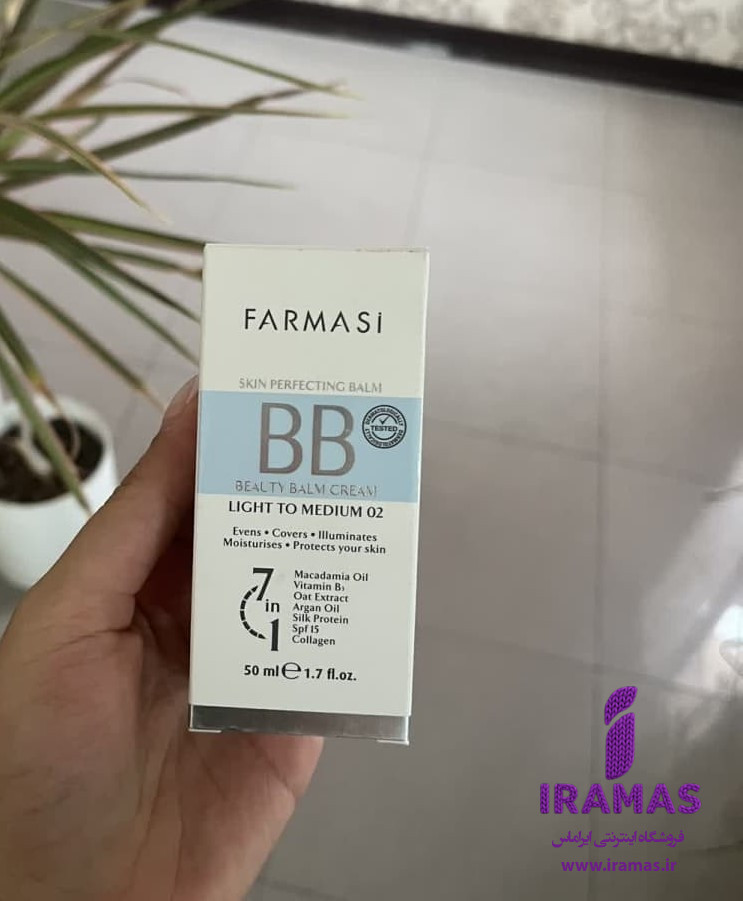 FARMASi
SKIN PERFECTING BALM
BB
DERMATOLOGICALLY
TESTED
DERMATOLOGICALLY
BEAUTY BALM CREAM
LIGHT TO MEDIUM 02
Evens • Covers • Illuminates
Moisturises • Protects your skin
7 in 1
Macadamia Oil
Vitamin B₃
Oat Extract
Argan Oil
Silk Protein
Spf 15
Collagen
50 ml ℮ 1.7 fl.oz.
IRAMAS
فروشگاه اینترنتی ایراماس
www.iramas.ir